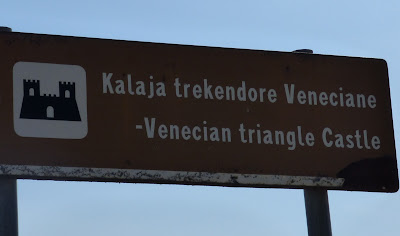 Kalaja trekendore Veneciane
-Venecian triangle Castle